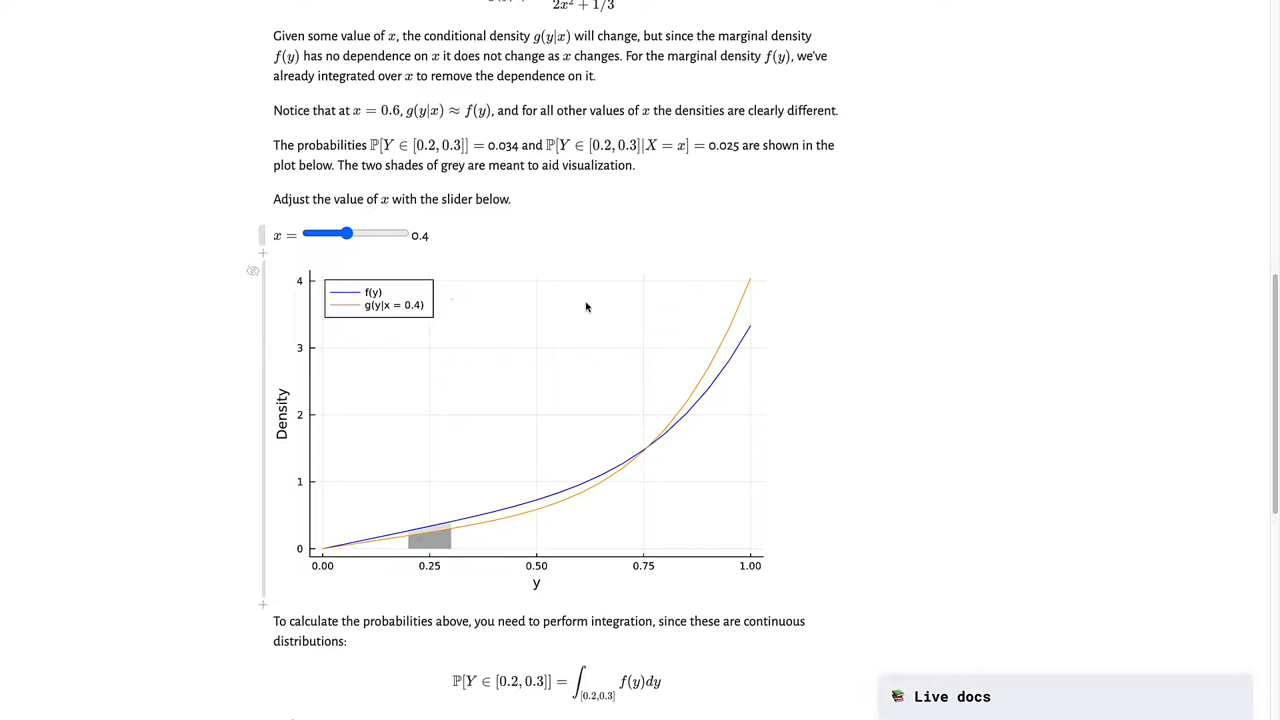 2x² + 1/3
Given some value of x, the conditional density g(y|x) will change, but since the marginal density
f(y) has no dependence on x it does not change as x changes. For the marginal density f(y), we've
already integrated over x to remove the dependence on it.
Notice that at x = 0.6, g(y|x) ≈ f(y), and for all other values of x the densities are clearly different.
The probabilities ℙ[Y ∈ [0.2, 0.3]] = 0.034 and ℙ[Y ∈ [0.2, 0.3]|X = x] = 0.025 are shown in the
plot below. The two shades of grey are meant to aid visualization.
Adjust the value of x with the slider below.
x = 0.4
f(y)
g(y|x = 0.4)
4
3
2
1
0
Density
0.00 0.25 0.50 0.75 1.00
y
To calculate the probabilities above, you need to perform integration, since these are continuous
distributions:
ℙ[Y ∈ [0.2, 0.3]] = ∫[0.2,0.3] f(y)dy
Live docs